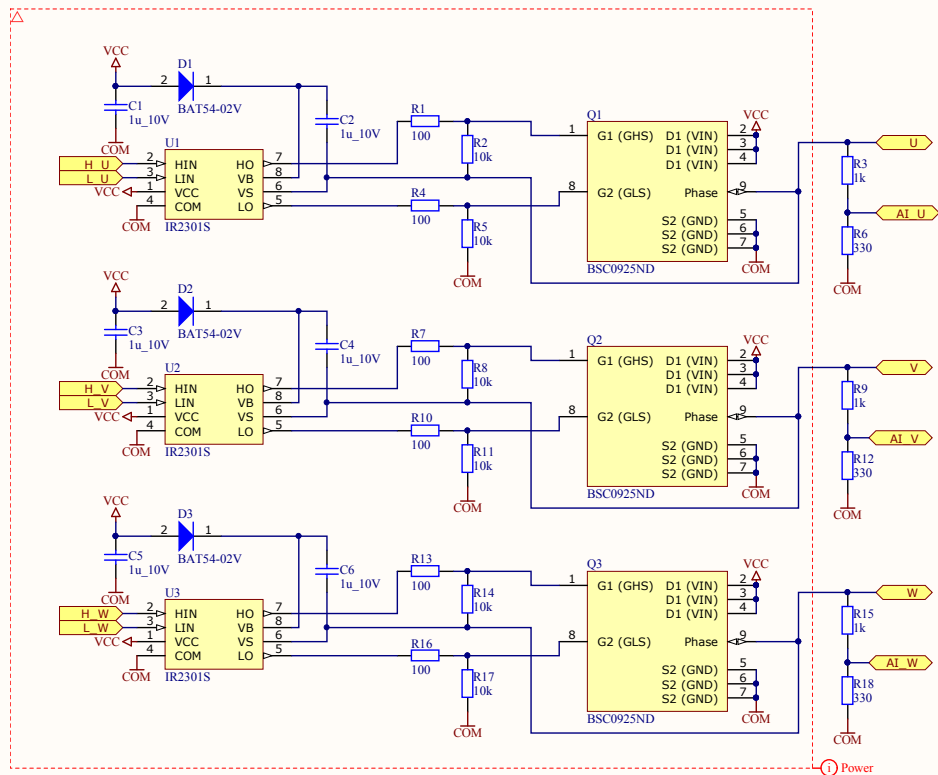 VCC
D1
2 1
BAT54-02V
C1
1u_10V
COM
C2
1u_10V
U1
H_U 2 HIN HO 7
L_U 3 LIN VB 8
VCC 1 VCC VS 6
4 COM LO 5
COM
IR2301S
R1
100
R2
10k
R4
100
R5
10k
COM
Q1
VCC
1 G1 (GHS) D1 (VIN) 2
D1 (VIN) 3
D1 (VIN) 4
8 G2 (GLS) Phase 9
S2 (GND) 5
S2 (GND) 6
S2 (GND) 7
COM
BSC0925ND
U
R3
1k
AI_U
R6
330
COM
VCC
D2
2 1
BAT54-02V
C3
1u_10V
COM
C4
1u_10V
U2
H_V 2 HIN HO 7
L_V 3 LIN VB 8
VCC 1 VCC VS 6
4 COM LO 5
COM
IR2301S
R7
100
R8
10k
R10
100
R11
10k
COM
Q2
VCC
1 G1 (GHS) D1 (VIN) 2
D1 (VIN) 3
D1 (VIN) 4
8 G2 (GLS) Phase 9
S2 (GND) 5
S2 (GND) 6
S2 (GND) 7
COM
BSC0925ND
V
R9
1k
AI_V
R12
330
COM
VCC
D3
2 1
BAT54-02V
C5
1u_10V
COM
C6
1u_10V
U3
H_W 2 HIN HO 7
L_W 3 LIN VB 8
VCC 1 VCC VS 6
4 COM LO 5
COM
IR2301S
R13
100
R14
10k
R16
100
R17
10k
COM
Q3
VCC
1 G1 (GHS) D1 (VIN) 2
D1 (VIN) 3
D1 (VIN) 4
8 G2 (GLS) Phase 9
S2 (GND) 5
S2 (GND) 6
S2 (GND) 7
COM
BSC0925ND
W
R15
1k
AI_W
R18
330
COM
i Power